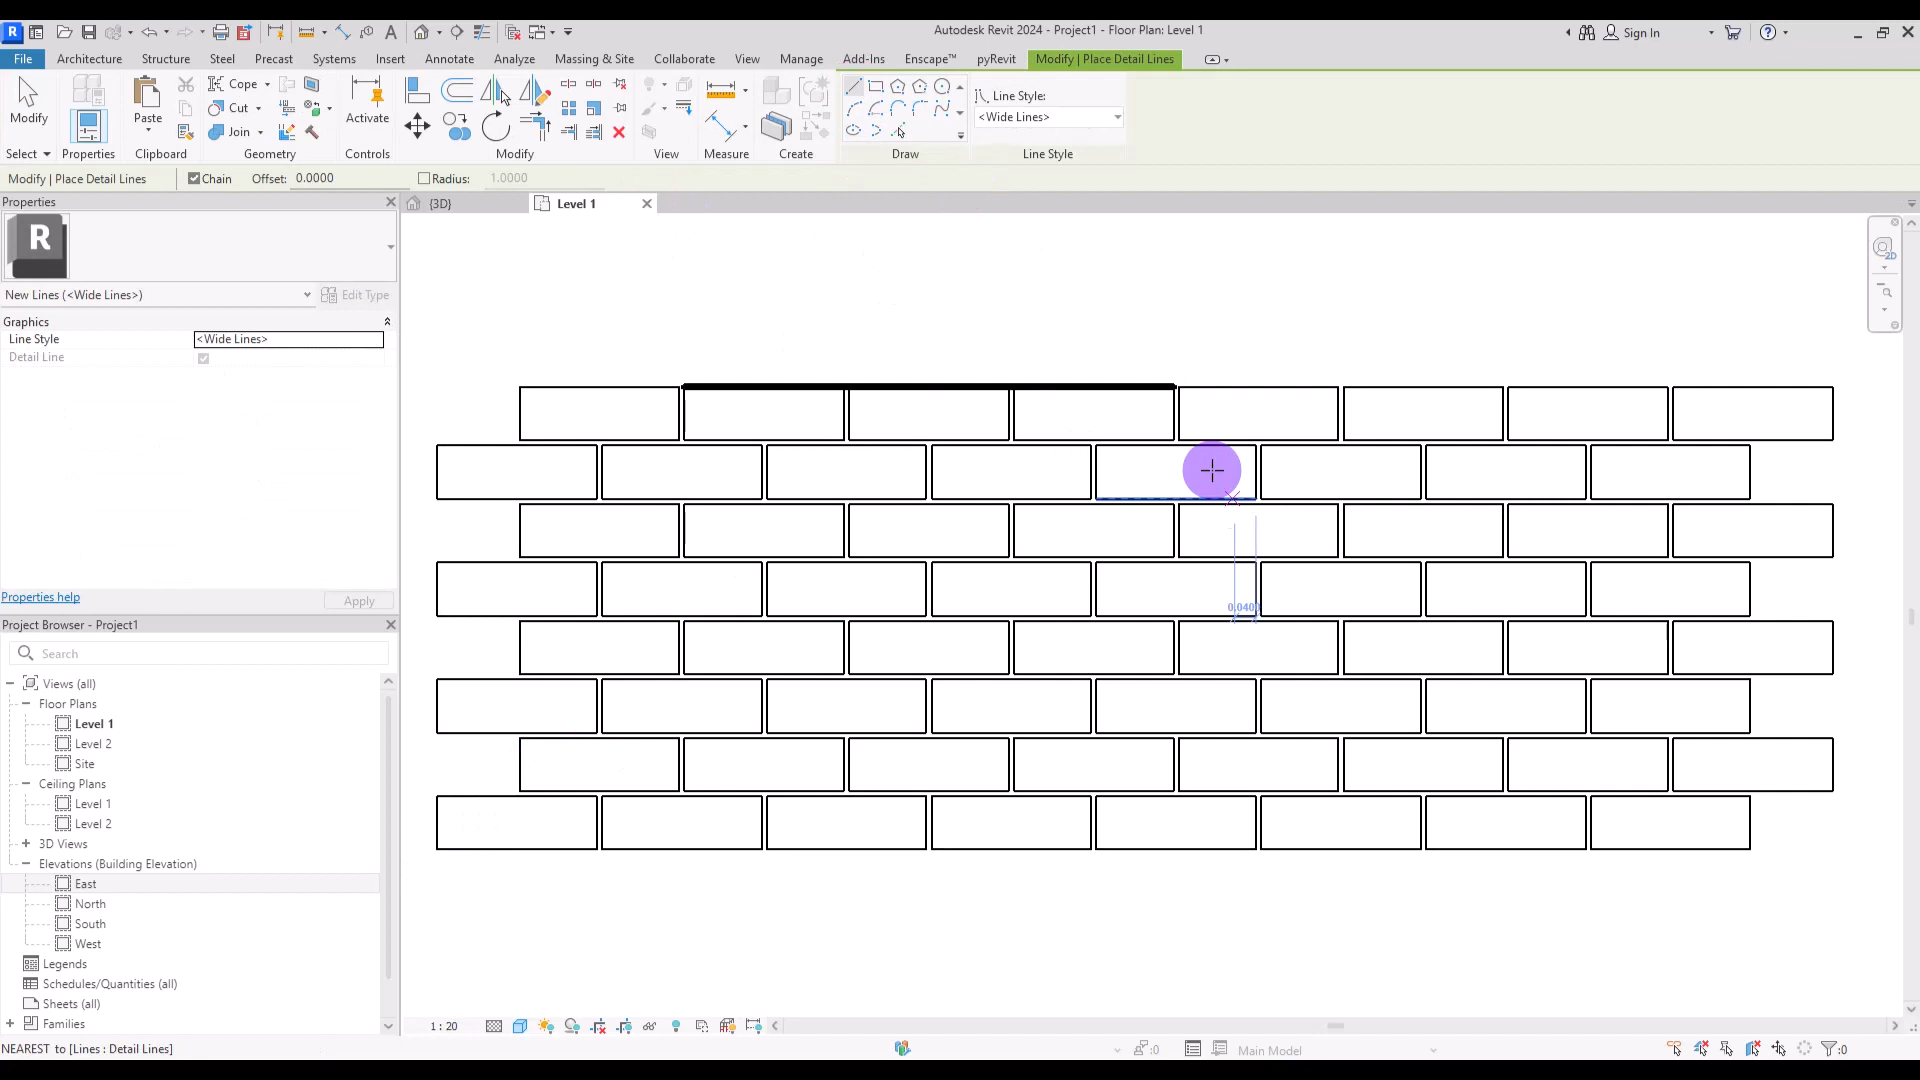 Autodesk Revit 2024 - Project1 - Floor Plan: Level 1
Sign In
File
Architecture
Structure
Steel
Precast
Systems
Insert
Annotate
Analyze
Massing & Site
Collaborate
View
Manage
Add-Ins
Enscape™
pyRevit
Modify | Place Detail Lines
Modify
Select
Properties
Paste
Clipboard
Cope
Cut
Join
Geometry
Activate
Controls
Modify
View
Measure
Create
Draw
Line Style:
<Wide Lines>
Line Style
Modify | Place Detail Lines
Chain
Offset: 0.0000
Radius: 1.0000
Properties
{3D}
Level 1
R
New Lines (<Wide Lines>)
Edit Type
Graphics
Line Style
<Wide Lines>
Detail Line
Properties help
Apply
Project Browser - Project1
Search
Views (all)
Floor Plans
Level 1
Level 2
Site
Ceiling Plans
Level 1
Level 2
3D Views
Elevations (Building Elevation)
East
North
South
West
Legends
Schedules/Quantities (all)
Sheets (all)
Families
2D
0.0400
1 : 20
NEAREST to [Lines : Detail Lines]
:0
Main Model
:0